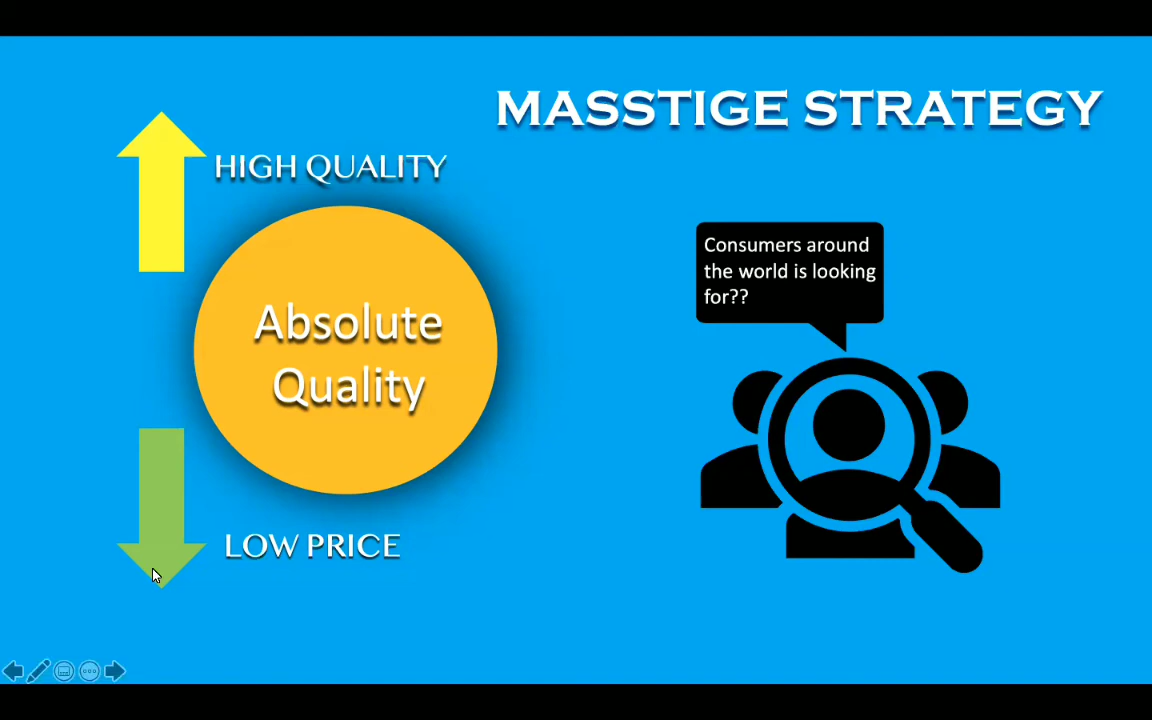 MASSTIGE STRATEGY
HIGH QUALITY
Absolute
Quality
LOW PRICE
Consumers around
the world is looking
for??